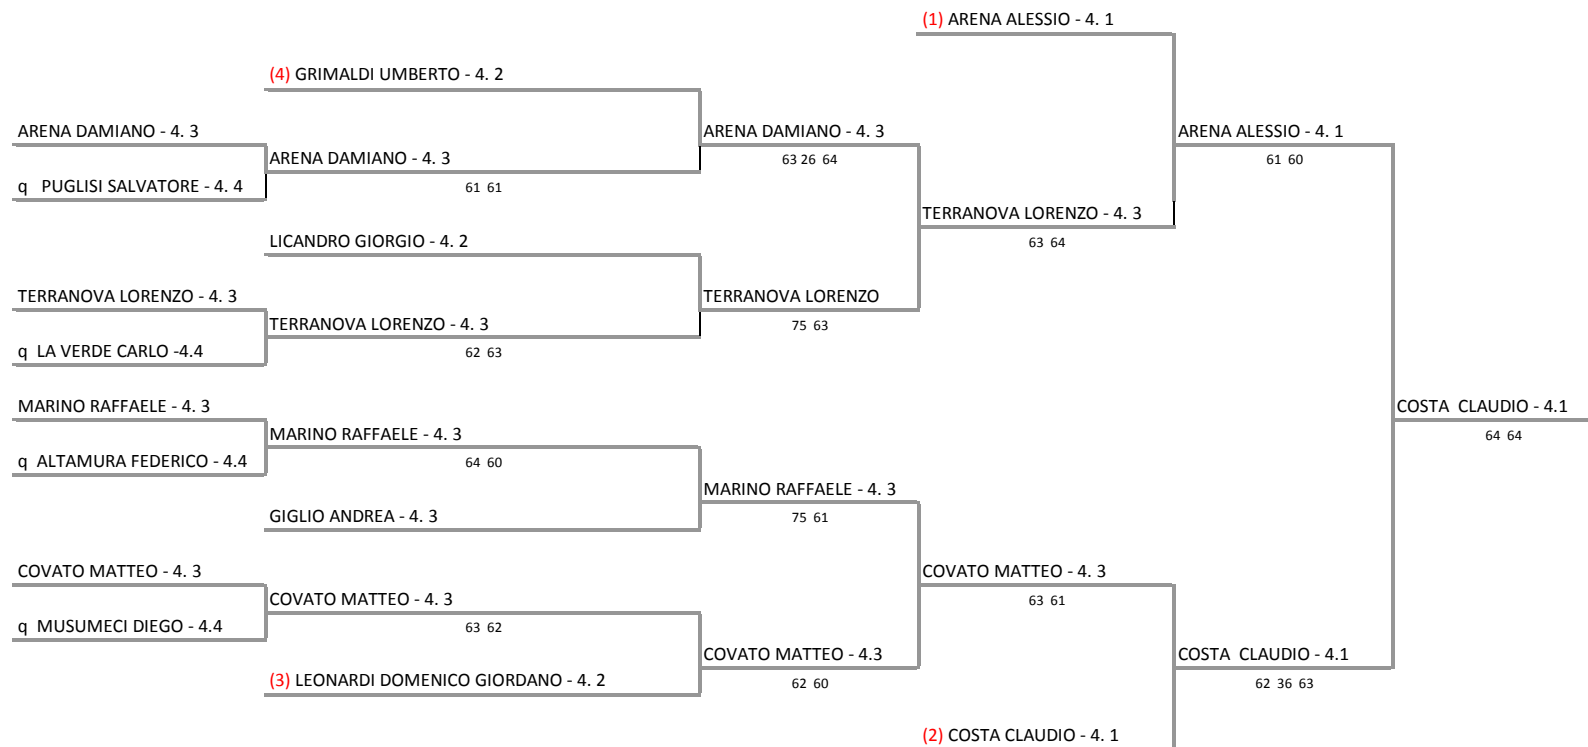 (1) ARENA ALESSIO - 4. 1
(4) GRIMALDI UMBERTO - 4. 2
ARENA DAMIANO - 4. 3
ARENA DAMIANO - 4. 3
ARENA ALESSIO - 4. 1
ARENA DAMIANO - 4. 3
63 26 64
61 60
q PUGLISI SALVATORE - 4. 4
61 61
TERRANOVA LORENZO - 4. 3
LICANDRO GIORGIO - 4. 2
63 64
TERRANOVA LORENZO - 4. 3
TERRANOVA LORENZO
TERRANOVA LORENZO - 4. 3
75 63
q LA VERDE CARLO -4.4
62 63
MARINO RAFFAELE - 4. 3
COSTA CLAUDIO - 4.1
MARINO RAFFAELE - 4. 3
64 64
q ALTAMURA FEDERICO - 4.4
64 60
MARINO RAFFAELE - 4. 3
GIGLIO ANDREA - 4. 3
75 61
COVATO MATTEO - 4. 3
COVATO MATTEO - 4. 3
COVATO MATTEO - 4. 3
63 61
q MUSUMECI DIEGO - 4.4
63 62
COVATO MATTEO - 4.3
COSTA CLAUDIO - 4.1
(3) LEONARDI DOMENICO GIORDANO - 4. 2
62 60
62 36 63
(2) COSTA CLAUDIO - 4. 1